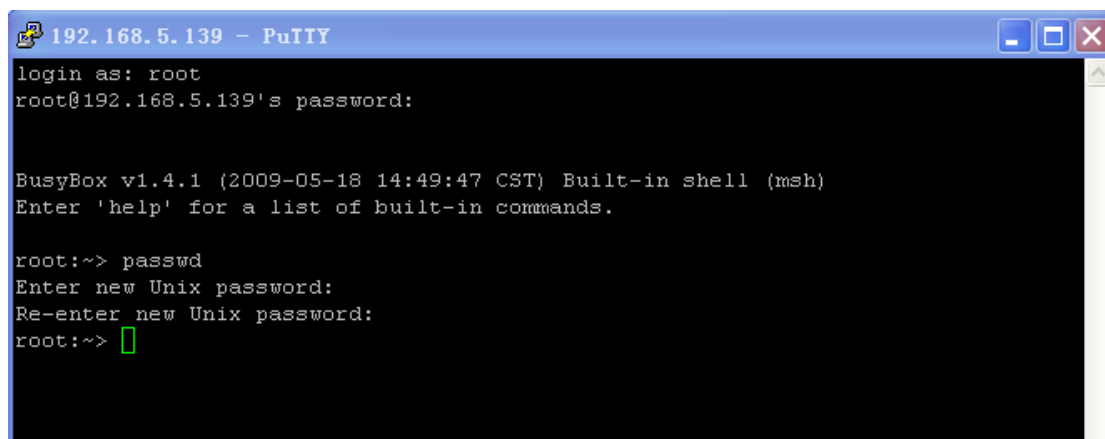 192.168.5.139 - PuTTY
login as: root
root@192.168.5.139's password:
BusyBox v1.4.1 (2009-05-18 14:49:47 CST) Built-in shell (msh)
Enter 'help' for a list of built-in commands.
root:~> passwd
Enter new Unix password:
Re-enter new Unix password:
root:~>